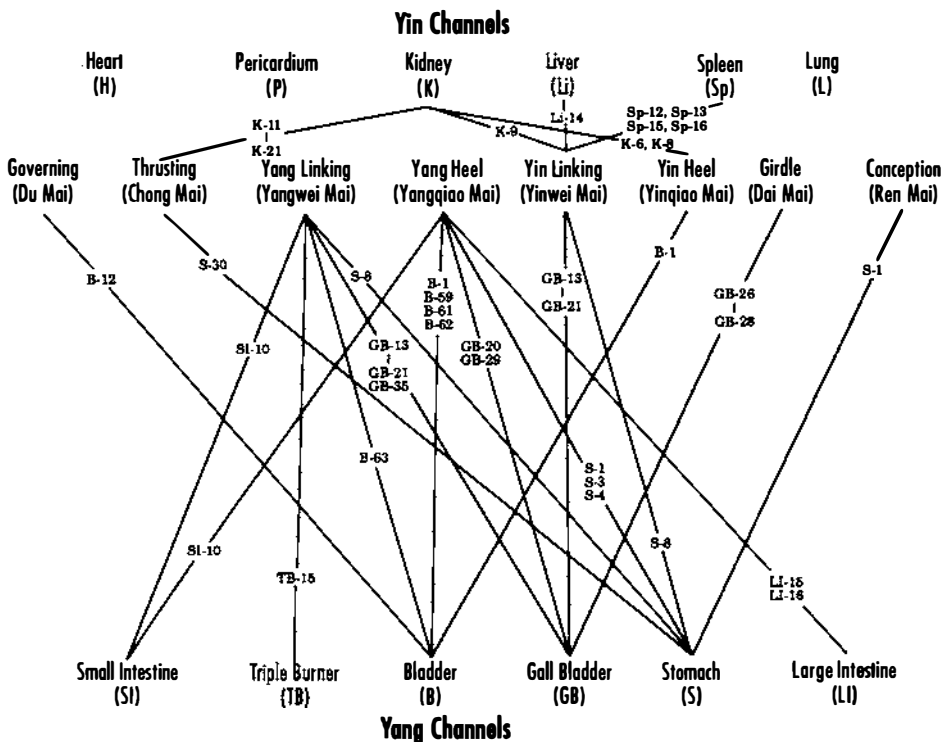 Yin Channels
Heart
(H)
Pericardium
(P)
Kidney
(K)
Liver
(Li)
Spleen
(Sp)
Lung
(L)
K-11
K-21
K-9
Li-14
Sp-12, Sp-13
Sp-15, Sp-16
K-6, K-8
Governing
(Du Mai)
Thrusting
(Chong Mai)
Yang Linking
(Yangwei Mai)
Yang Heel
(Yangqiao Mai)
Yin Linking
(Yinwei Mai)
Yin Heel
(Yinqiao Mai)
Girdle
(Dai Mai)
Conception
(Ren Mai)
B-12
S-30
S-8
B-1
B-59
B-61
B-62
GB-13
GB-21
B-1
GB-26
GB-28
S-1
SI-10
GB-13
GB-21
GB-35
GB-20
GB-29
B-63
S-1
S-3
S-4
SI-10
TB-15
S-8
LI-15
LI-16
Small Intestine
(SI)
Triple Burner
(TB)
Bladder
(B)
Gall Bladder
(GB)
Stomach
(S)
Large Intestine
(LI)
Yang Channels